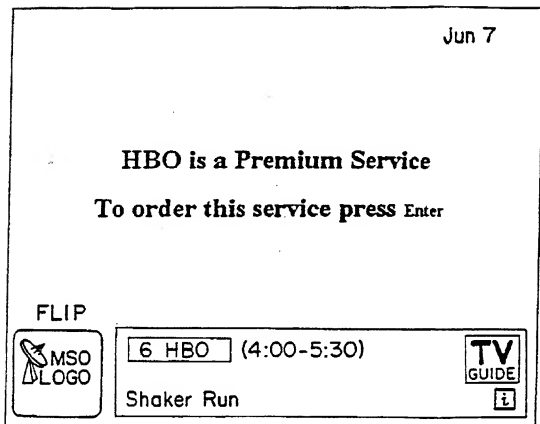 Jun 7
HBO is a Premium Service
To order this service press Enter
FLIP
MSO
LOGO
6 HBO (4:00-5:30)
Shaker Run
TV
GUIDE
i